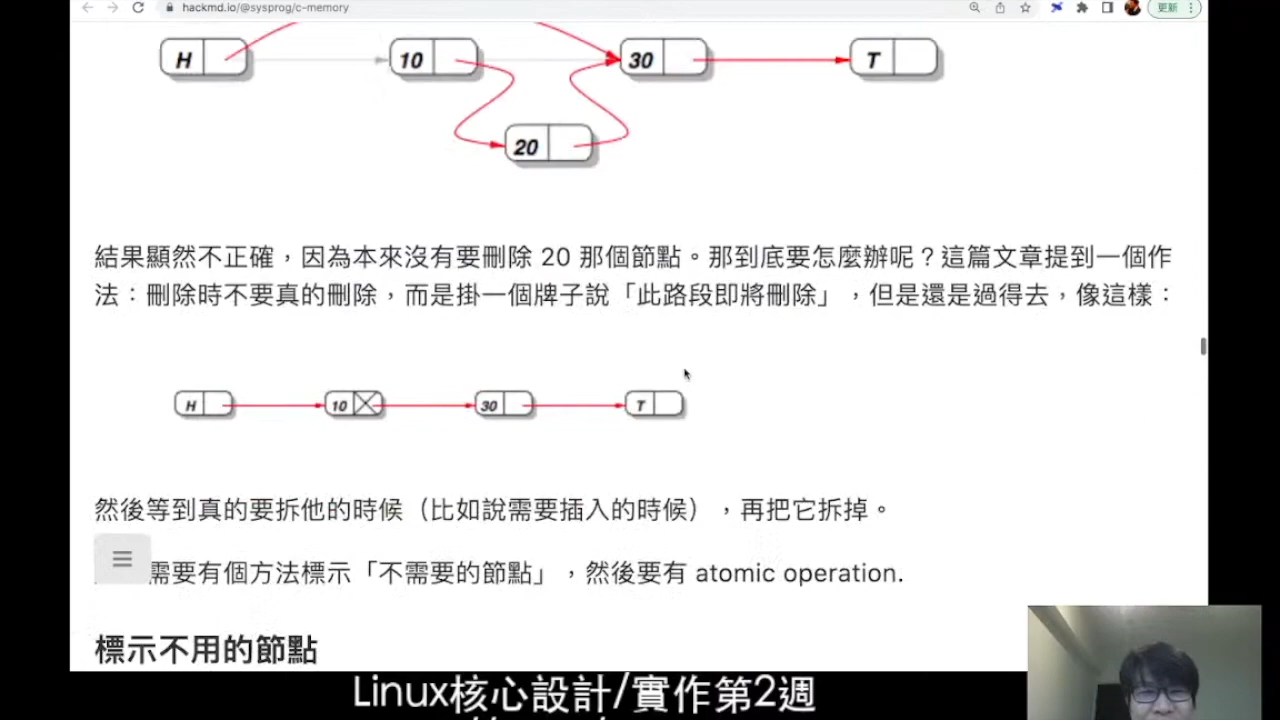 hackmd.io/@sysprog/c-memory
更新
H
10
30
T
20
結果顯然不正確，因為本來沒有要刪除 20 那個節點。那到底要怎麼辦呢？這篇文章提到一個作
法：刪除時不要真的刪除，而是掛一個牌子說「此路段即將刪除」，但是還是過得去，像這樣：
H
10
30
T
然後等到真的要拆他的時候（比如說需要插入的時候），再把它拆掉。
需要有個方法標示「不需要的節點」，然後要有 atomic operation.
標示不用的節點
Linux核心設計/實作第2週